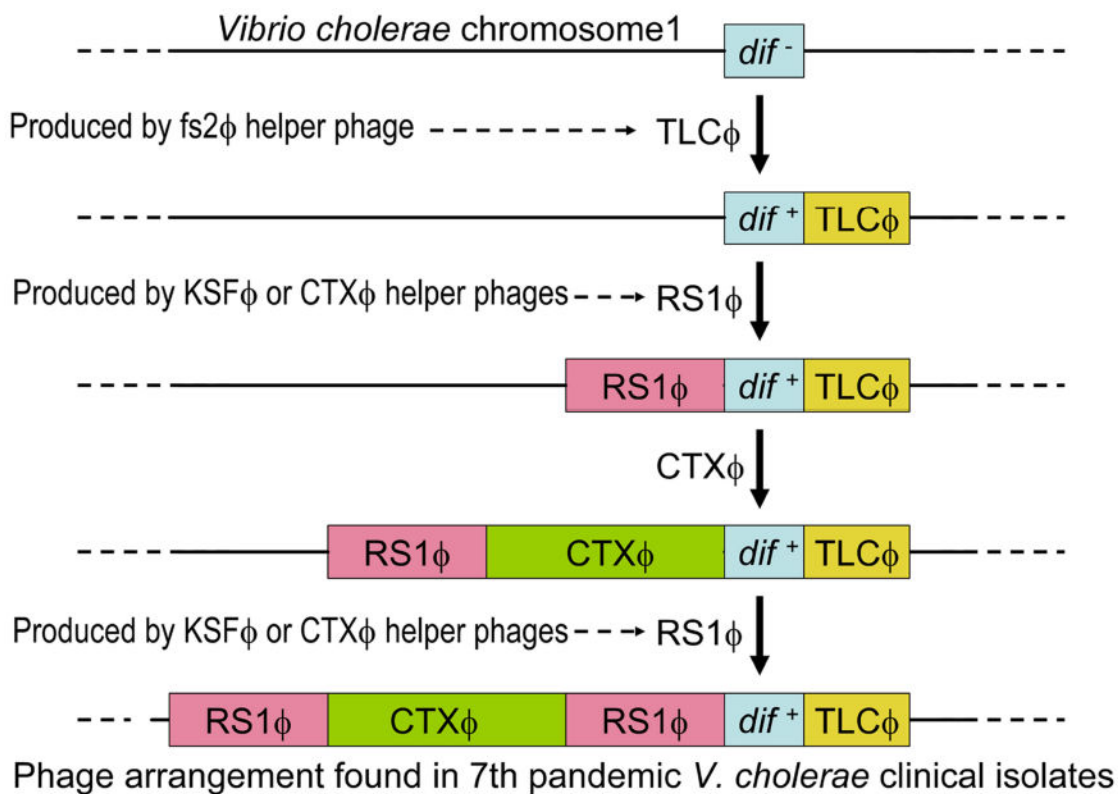 Vibrio cholerae chromosome1
dif -
Produced by fs2ϕ helper phage
TLCϕ
dif + TLCϕ
Produced by KSFϕ or CTXϕ helper phages
RS1ϕ
RS1ϕ dif + TLCϕ
CTXϕ
RS1ϕ CTXϕ dif + TLCϕ
Produced by KSFϕ or CTXϕ helper phages
RS1ϕ
RS1ϕ CTXϕ RS1ϕ dif + TLCϕ
Phage arrangement found in 7th pandemic V. cholerae clinical isolates